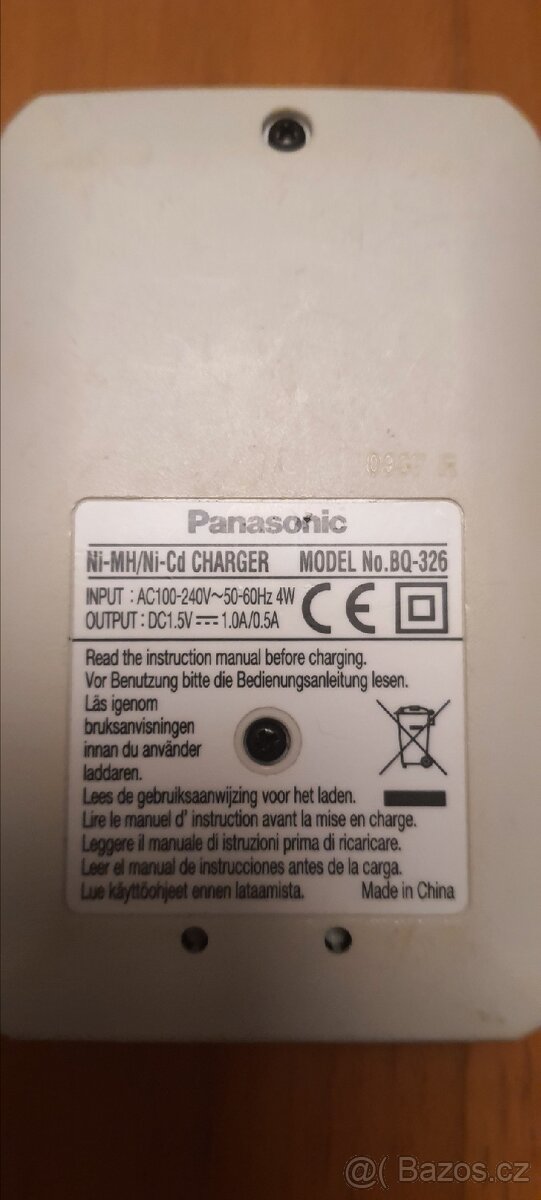 Panasonic
Ni-MH/Ni-Cd CHARGER MODEL No.BQ-326
INPUT : AC100-240V～50-60Hz 4W
OUTPUT : DC1.5V⎓1.0A/0.5A
CE
Read the instruction manual before charging.
Vor Benutzung bitte die Bedienungsanleitung lesen.
Läs igenom
bruksanvisningen
innan du använder
laddaren.
Lees de gebruiksaanwijzing voor het laden.
Lire le manuel d' instruction avant la mise en charge.
Leggere il manuale di istruzioni prima di ricaricare.
Leer el manual de instrucciones antes de la carga.
Lue käyttöohjeet ennen lataamista. Made in China
@( Bazos.cz